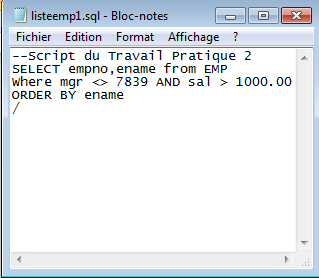 listeemp1.sql - Bloc-notes
Fichier Edition Format Affichage ?
--Script du Travail Pratique 2
SELECT empno,ename from EMP
Where mgr <> 7839 AND sal > 1000.00
ORDER BY ename
/